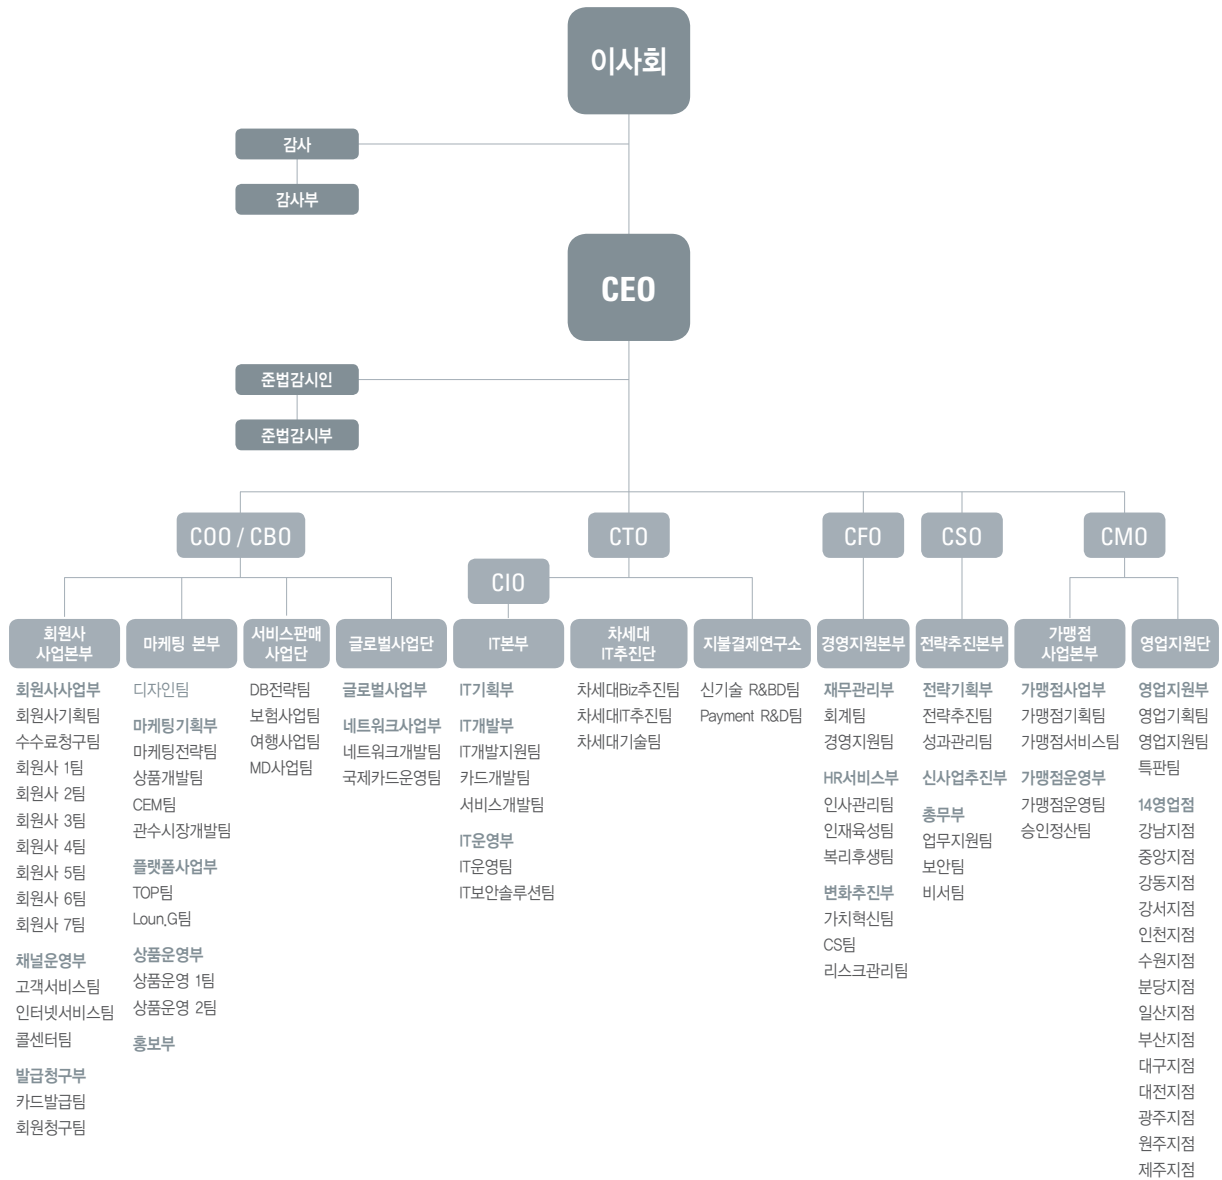 이사회
감사
감사부
CEO
준법감시인
준법감시부
COO / CBO
CTO
CIO
CFO
CSO
CMO
회원사
사업본부
회원사사업부
회원사기획팀
수수료청구팀
회원사 1팀
회원사 2팀
회원사 3팀
회원사 4팀
회원사 5팀
회원사 6팀
회원사 7팀
채널운영부
고객서비스팀
인터넷서비스팀
콜센터팀
발급청구부
카드발급팀
회원청구팀
마케팅 본부
디자인팀
마케팅기획부
마케팅전략팀
상품개발팀
CEM팀
관수시장개발팀
플랫폼사업부
TOP팀
Loun.G팀
상품운영부
상품운영 1팀
상품운영 2팀
홍보부
서비스판매
사업단
DB전략팀
보험사업팀
여행사업팀
MD사업팀
글로벌사업단
글로벌사업부
네트워크사업부
네트워크개발팀
국제카드운영팀
IT본부
IT기획부
IT개발부
IT개발지원팀
카드개발팀
서비스개발팀
IT운영부
IT운영팀
IT보안솔루션팀
차세대
IT추진단
차세대Biz추진팀
차세대IT추진팀
차세대기술팀
지불결제연구소
신기술 R&BD팀
Payment R&D팀
경영지원본부
재무관리부
회계팀
경영지원팀
HR서비스부
인사관리팀
인재육성팀
복리후생팀
변화추진부
가치혁신팀
CS팀
리스크관리팀
전략추진본부
전략기획부
전략추진팀
성과관리팀
신사업추진부
총무부
업무지원팀
보안팀
비서팀
가맹점
사업본부
가맹점사업부
가맹점기획팀
가맹점서비스팀
가맹점운영부
가맹점운영팀
승인정산팀
영업지원단
영업지원부
영업기획팀
영업지원팀
특판팀
14영업점
강남지점
중앙지점
강동지점
강서지점
인천지점
수원지점
분당지점
일산지점
부산지점
대구지점
대전지점
광주지점
원주지점
제주지점